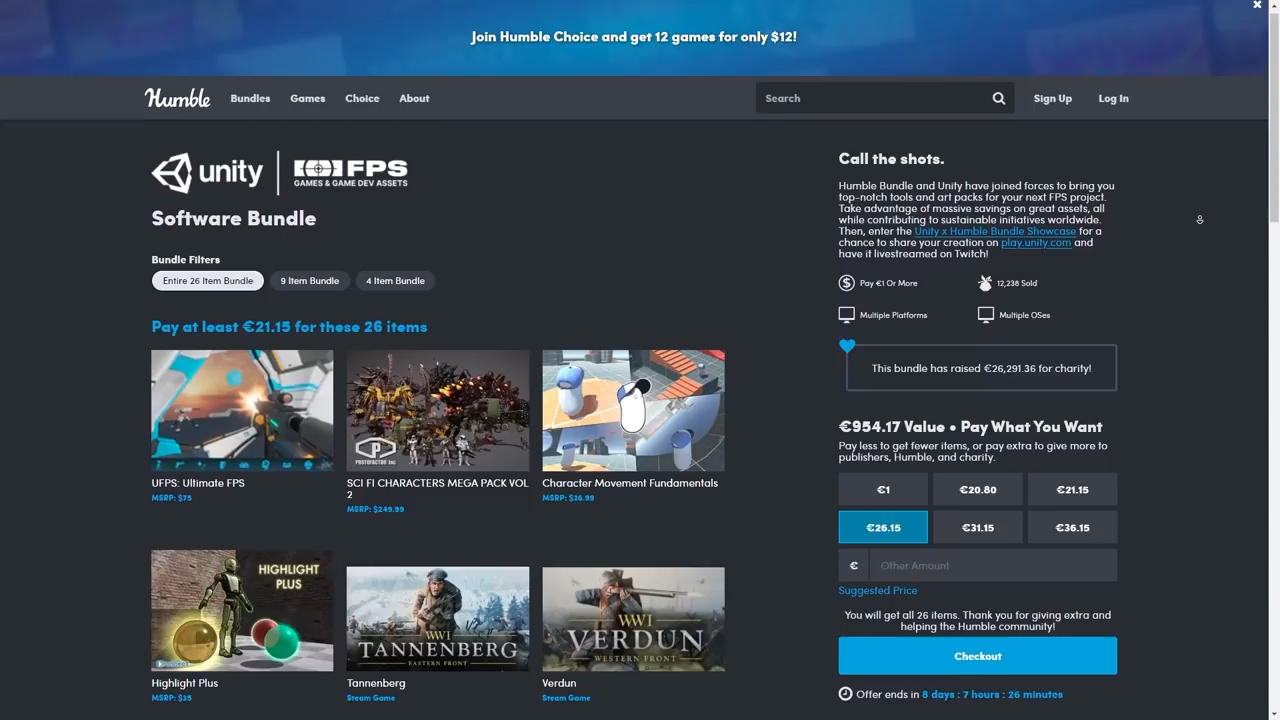 Join Humble Choice and get 12 games for only $12!
Humble
Bundles
Games
Choice
About
Search
Sign Up
Log In
unity
FPS
GAMES & GAME DEV ASSETS
Software Bundle
Bundle Filters
Entire 26 Item Bundle
9 Item Bundle
4 Item Bundle
Pay at least €21.15 for these 26 items
UFPS: Ultimate FPS
MSRP: $75
POSTOFACTOR Inc
SCI FI CHARACTERS MEGA PACK VOL
2
MSRP: $249.99
Character Movement Fundamentals
MSRP: $36.99
HIGHLIGHT
PLUS
Highlight Plus
MSRP: $35
WWI
TANNENBERG
EASTERN FRONT
Tannenberg
Steam Game
WWI
VERDUN
WESTERN FRONT
Verdun
Steam Game
Call the shots.
Humble Bundle and Unity have joined forces to bring you
top-notch tools and art packs for your next FPS project.
Take advantage of massive savings on great assets, all
while contributing to sustainable initiatives worldwide.
Then, enter the Unity x Humble Bundle Showcase for a
chance to share your creation on play.unity.com and
have it livestreamed on Twitch!
Pay €1 Or More
12,238 Sold
Multiple Platforms
Multiple OSes
This bundle has raised €26,291.36 for charity!
€954.17 Value • Pay What You Want
Pay less to get fewer items, or pay extra to give more to
publishers, Humble, and charity.
€1
€20.80
€21.15
€26.15
€31.15
€36.15
€
Other Amount
Suggested Price
You will get all 26 items. Thank you for giving extra and
helping the Humble community!
Checkout
Offer ends in 8 days : 7 hours : 26 minutes